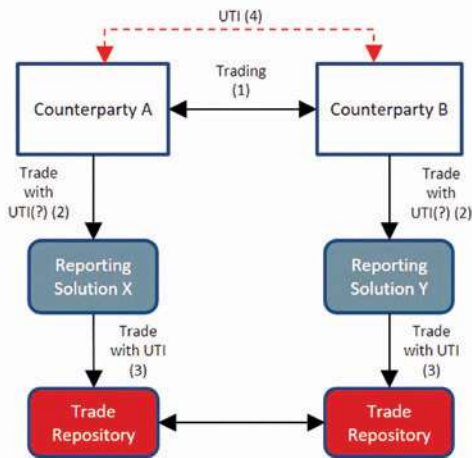 UTI (4)
Trading
(1)
Counterparty A
Counterparty B
Trade
with
UTI(?) (2)
Trade
with
UTI(?) (2)
Reporting
Solution X
Reporting
Solution Y
Trade
with UTI
(3)
Trade
with UTI
(3)
Trade
Repository
Trade
Repository